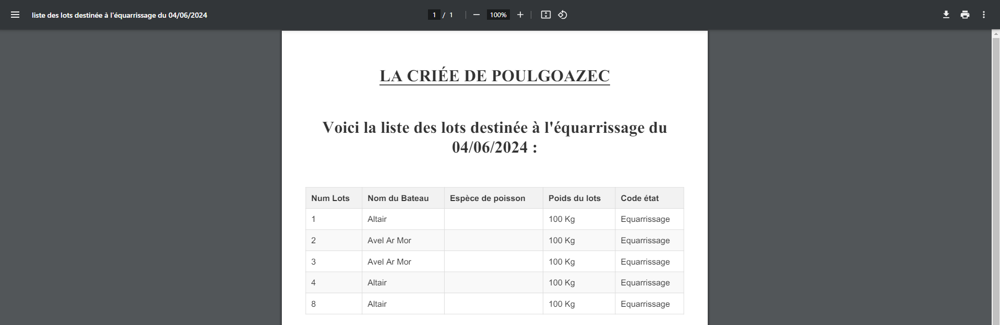 liste des lots destinée à l'équarrissage du 04/06/2024
1 / 1
100%
LA CRIÉE DE POULGOAZEC
Voici la liste des lots destinée à l'équarrissage du
04/06/2024 :
Num Lots Nom du Bateau Espèce de poisson Poids du lots Code état
1 Altair 100 Kg Equarrissage
2 Avel Ar Mor 100 Kg Equarrissage
3 Avel Ar Mor 100 Kg Equarrissage
4 Altair 100 Kg Equarrissage
8 Altair 100 Kg Equarrissage